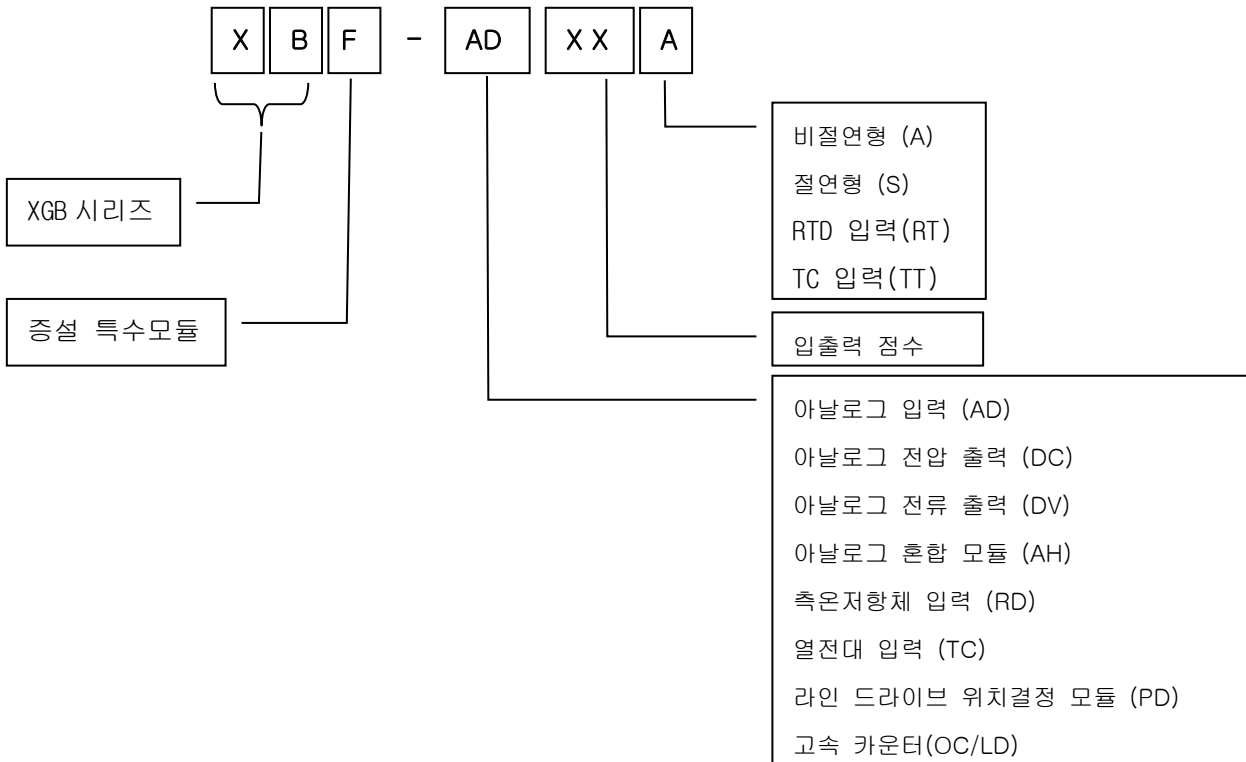 X B F - AD XX A
비절연형 (A)
절연형 (S)
RTD 입력(RT)
TC 입력(TT)
XGB 시리즈
증설 특수모듈
입출력 점수
아날로그 입력 (AD)
아날로그 전압 출력 (DC)
아날로그 전류 출력 (DV)
아날로그 혼합 모듈 (AH)
측온저항체 입력 (RD)
열전대 입력 (TC)
라인 드라이브 위치결정 모듈 (PD)
고속 카운터(OC/LD)